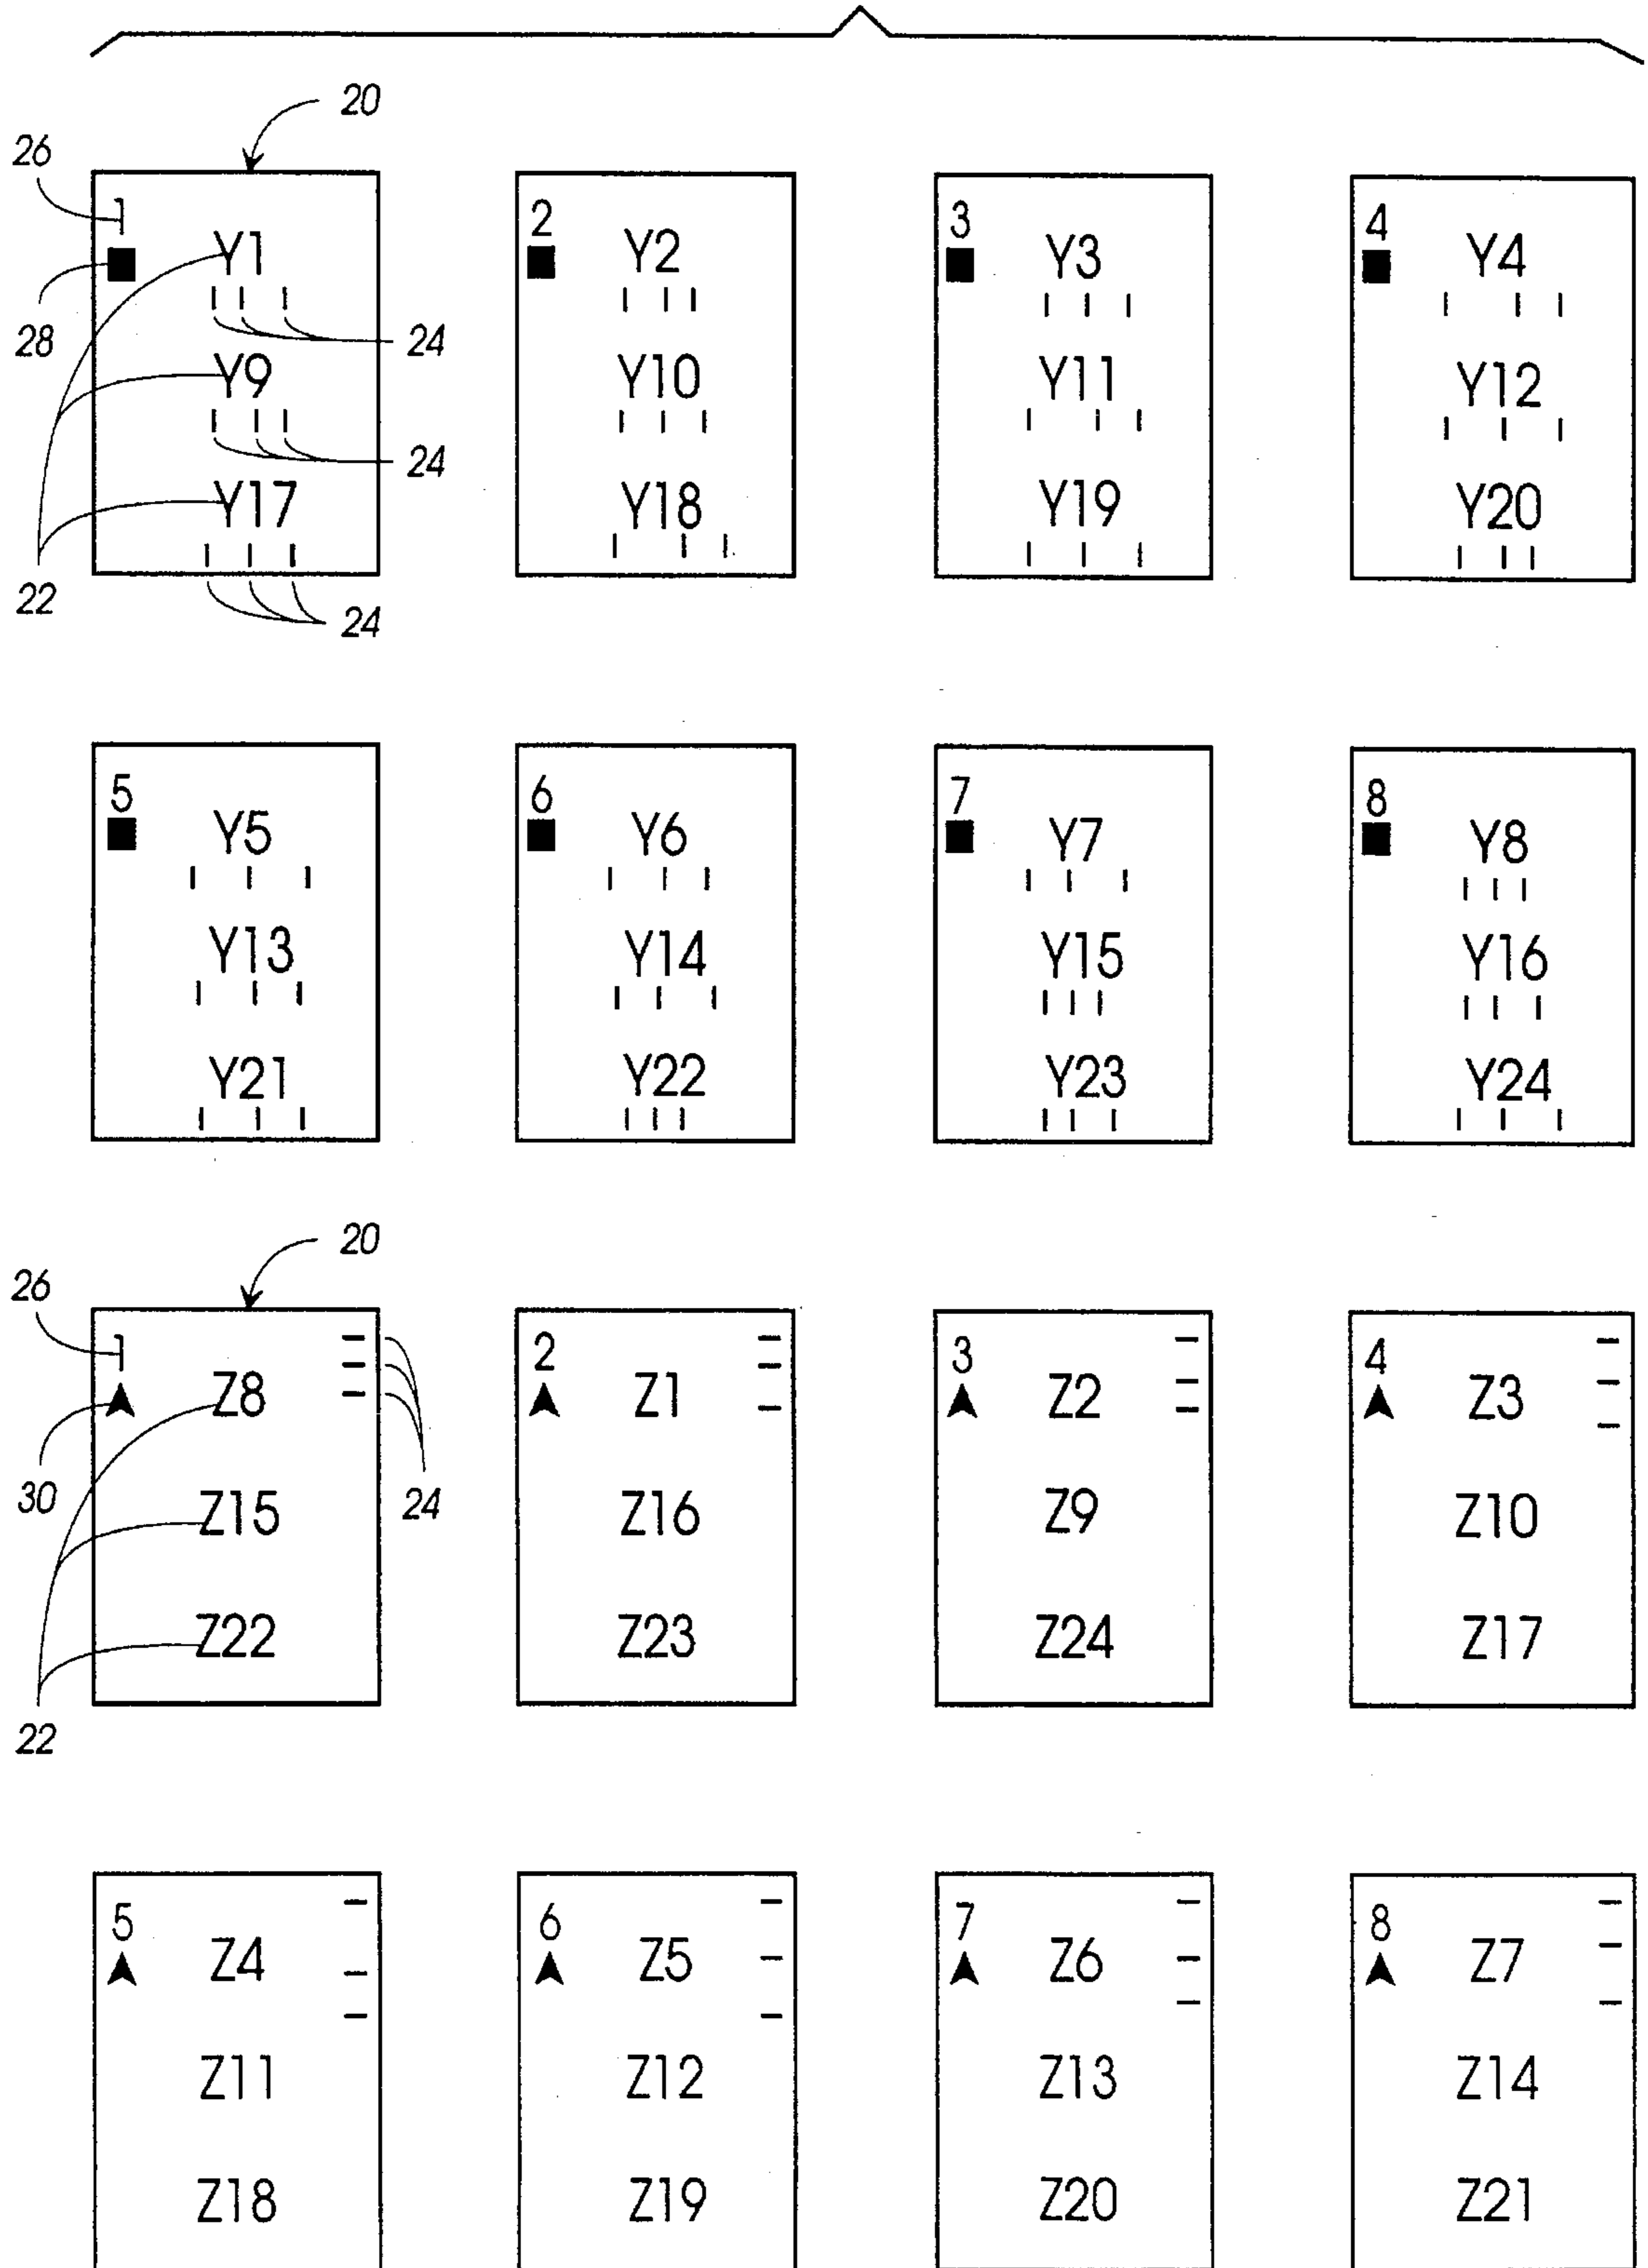 20
26
1 2 3 4
Y1 Y2 Y3 Y4
28 24
Y9 Y10 Y11 Y12
24
Y17 Y18 Y19 Y20
22 24
5 6 7 8
Y5 Y6 Y7 Y8
Y13 Y14 Y15 Y16
Y21 Y22 Y23 Y24
20
26
1 2 3 4
Z8 Z1 Z2 Z3
30 24
Z15 Z16 Z9 Z10
Z22 Z23 Z24 Z17
22
5 6 7 8
Z4 Z5 Z6 Z7
Z11 Z12 Z13 Z14
Z18 Z19 Z20 Z21